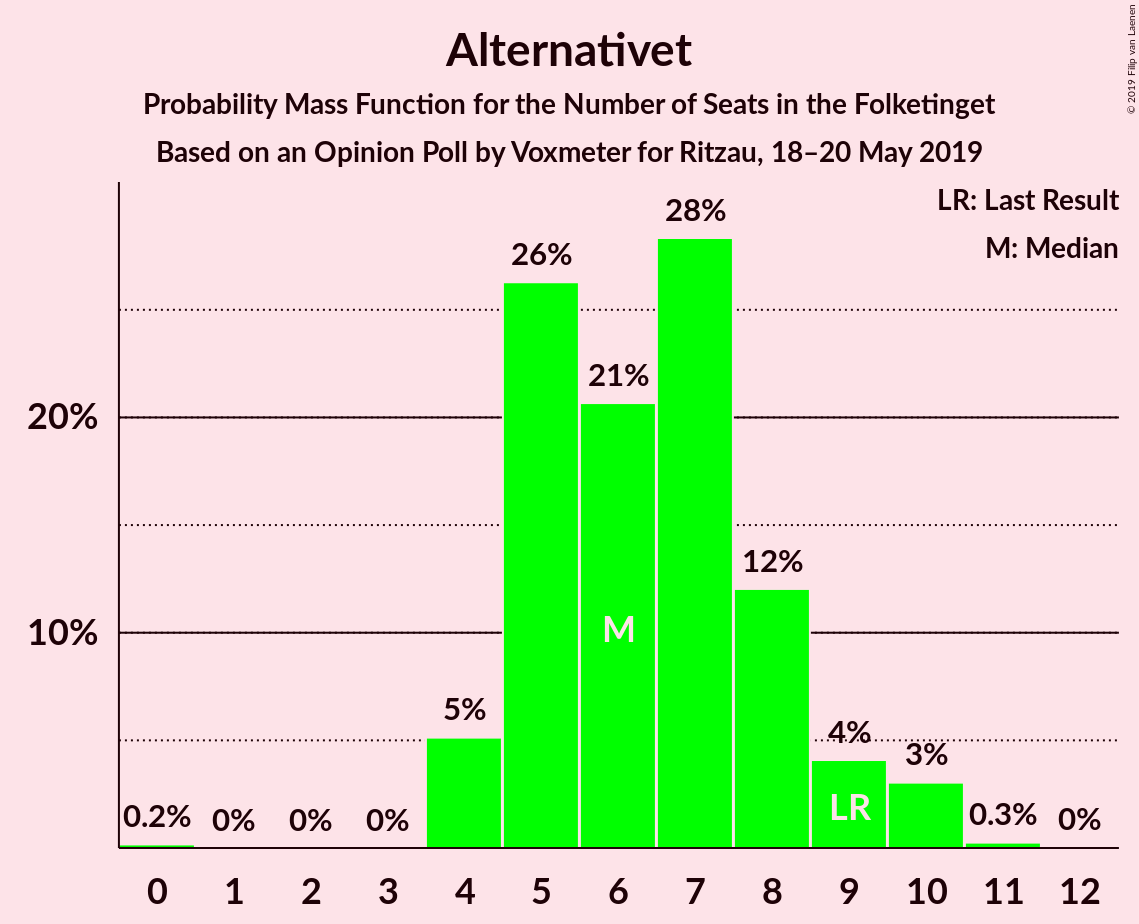 Alternativet
Probability Mass Function for the Number of Seats in the Folketinget
Based on an Opinion Poll by Voxmeter for Ritzau, 18–20 May 2019
© 2019 Filip van Laenen
LR: Last Result
M: Median
28%
26%
21%
20%
12%
10%
M
5%
4%
3%
LR
0.2%
0%
0%
0%
0.3%
0%
0 1 2 3 4 5 6 7 8 9 10 11 12